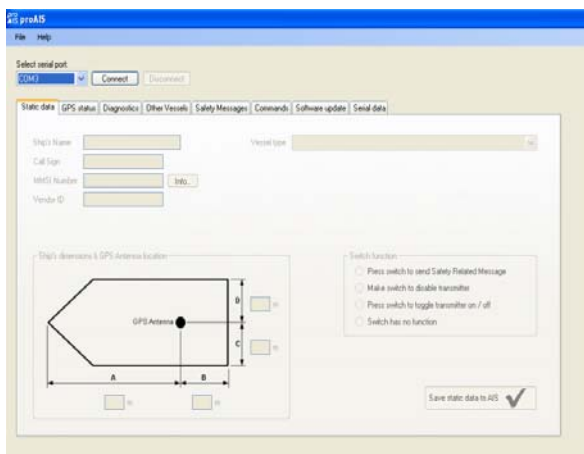 proAIS
File Help
Select serial port
COM3 Connect Disconnect
Static data GPS status Diagnostics Other Vessels Safety Messages Commands Software update Serial data
Ship's Name Vessel type
Call Sign
MMSI Number Info..
Vendor ID
Ship's dimensions & GPS Antenna location Switch function
Press switch to send Safety Related Message
Make switch to disable transmitter
D m Press switch to toggle transmitter on / off
GPS Antenna Switch has no function
C m
A B
m m Save static data to AIS